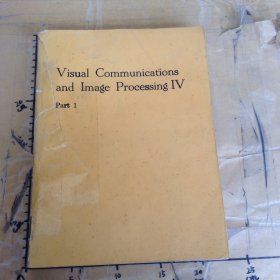 Visual Communications
and Image Processing IV
Part 1